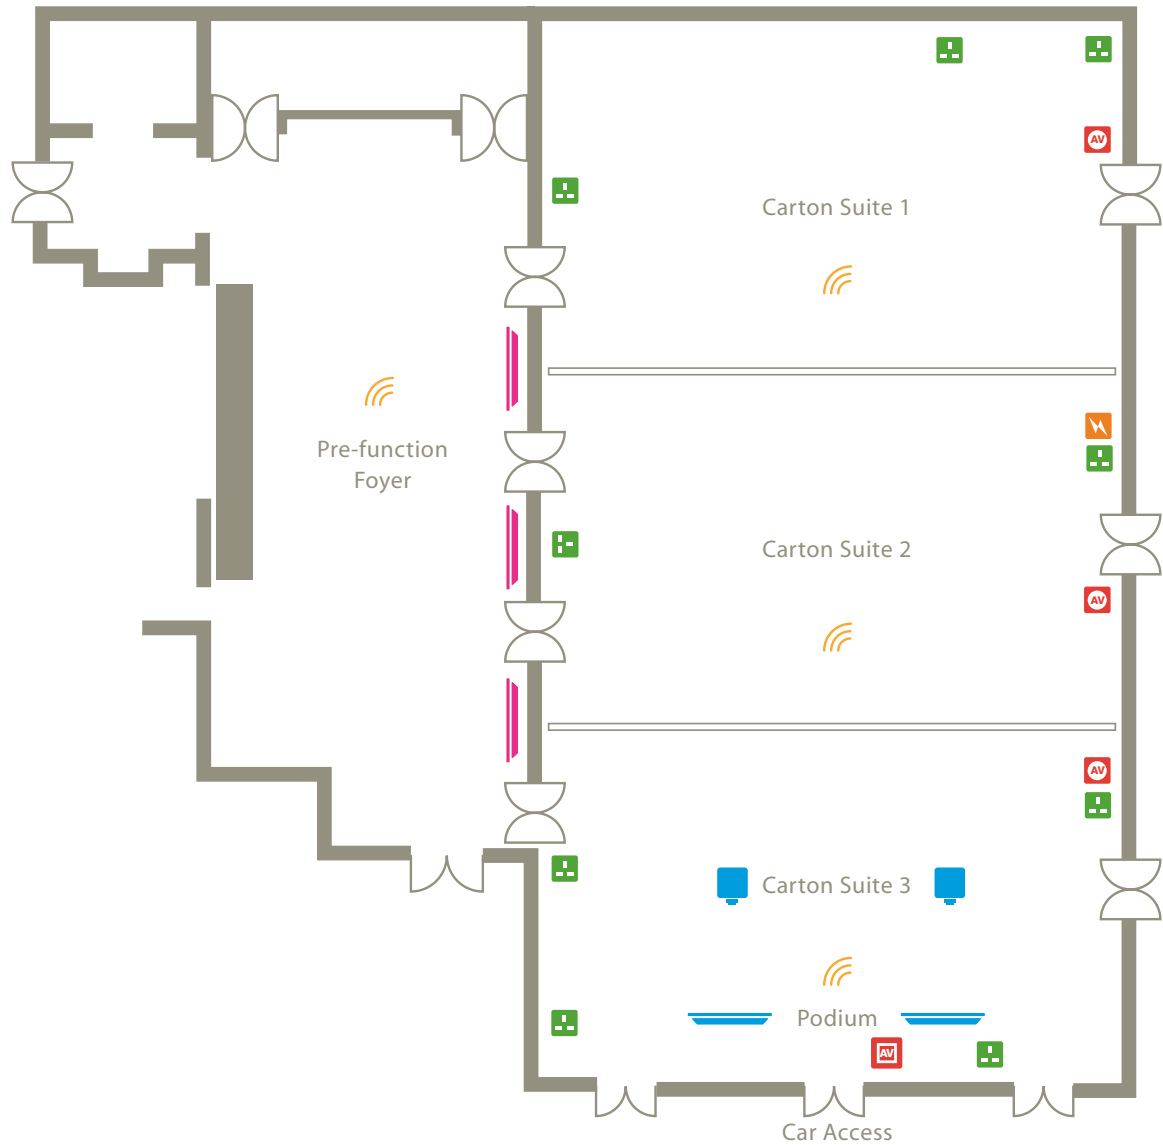 AV
Carton Suite 1
Pre-function
Foyer
Carton Suite 2
AV
AV
Carton Suite 3
Podium
AV
Car Access